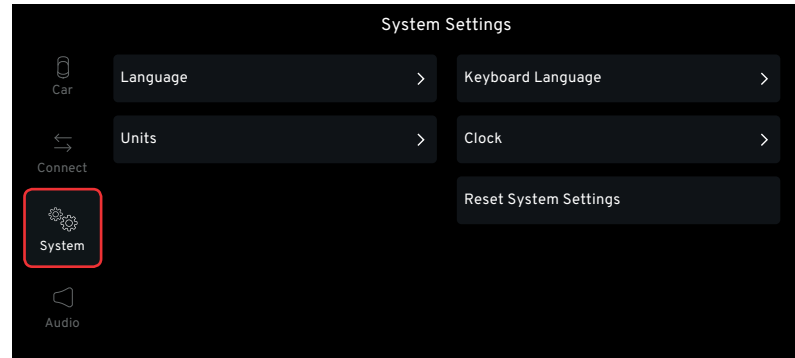 System Settings
Car
Language
Keyboard Language
Units
Clock
Connect
Reset System Settings
System
Audio